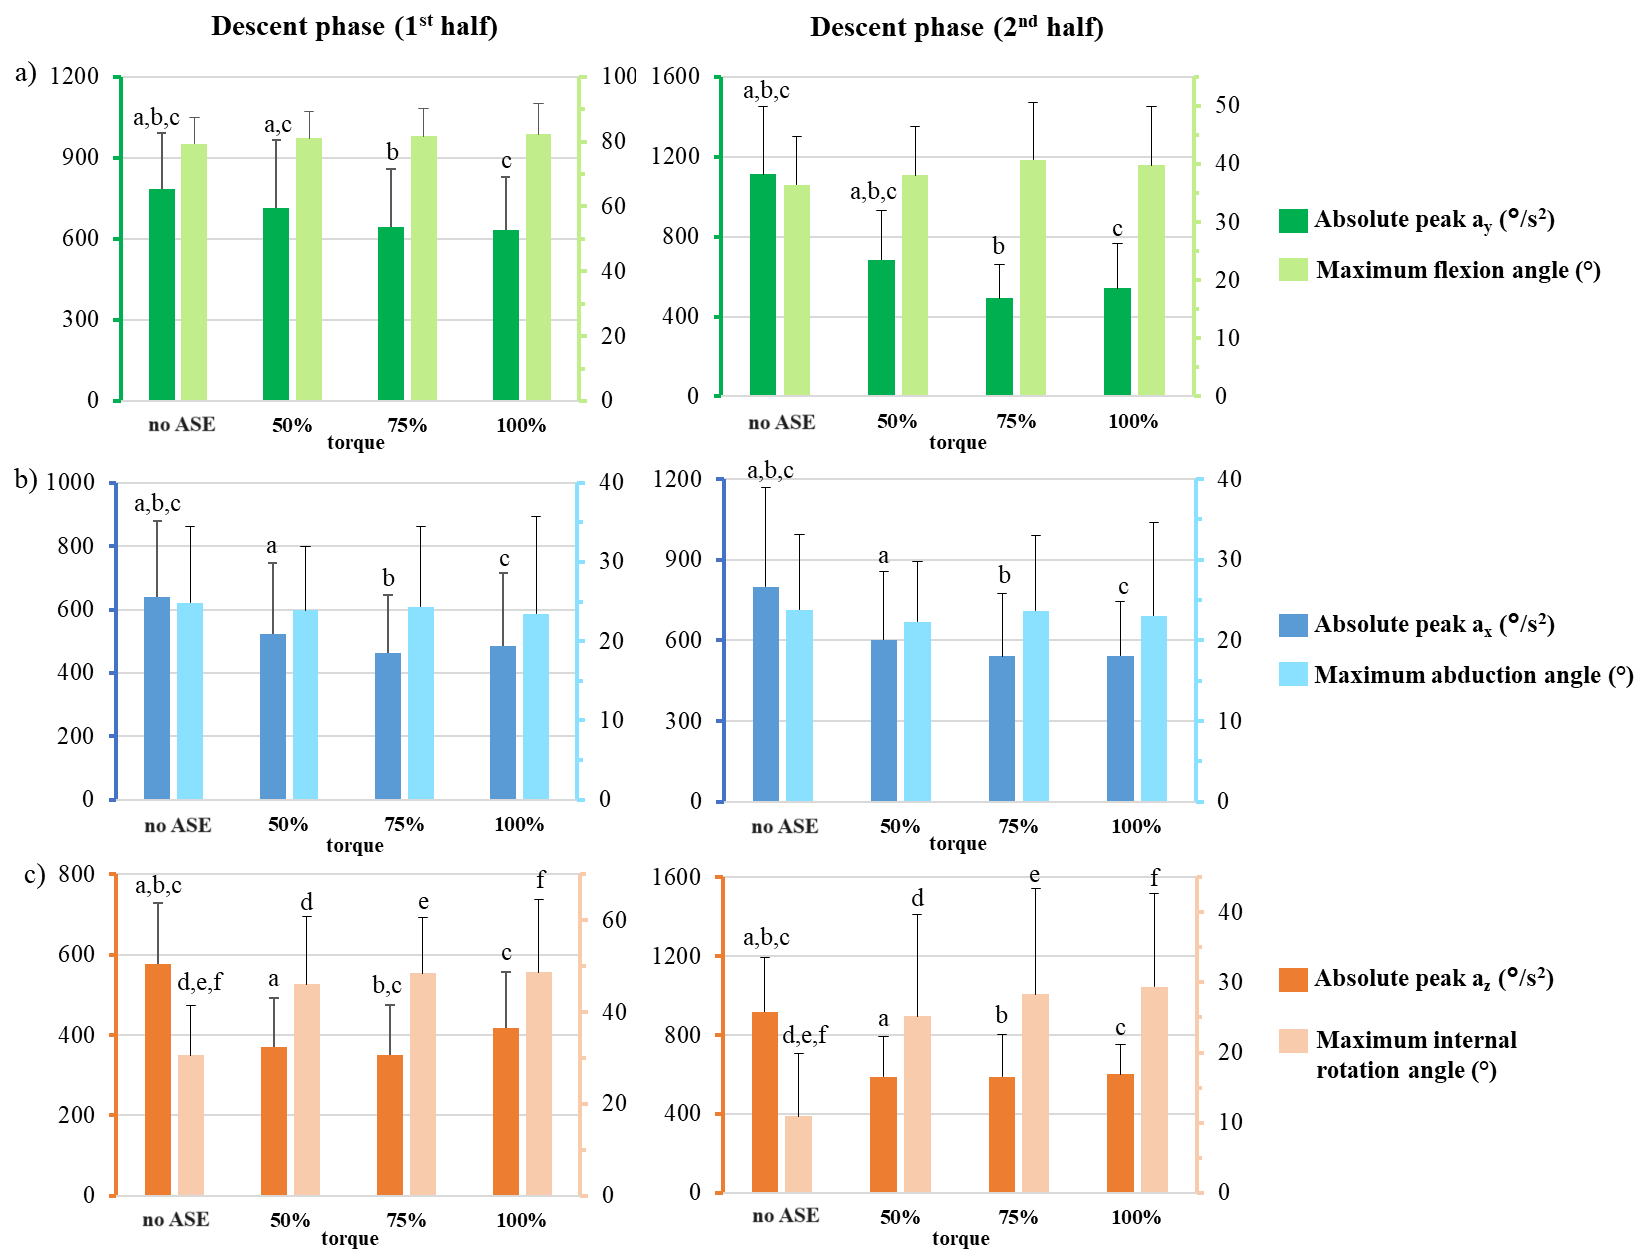 Descent phase (1st half)
Descent phase (2nd half)
a)
1200
900
600
300
0
100
80
60
40
20
0
a,b,c
a,c
b
c
no ASE
50%
75%
100%
torque
1600
1200
800
400
0
50
40
30
20
10
0
a,b,c
a,b,c
b
c
no ASE
50%
75%
100%
torque
Absolute peak ay (°/s2)
Maximum flexion angle (°)
b)
1000
800
600
400
200
0
40
30
20
10
0
a,b,c
a
b
c
no ASE
50%
75%
100%
torque
1200
900
600
300
0
40
30
20
10
0
a,b,c
a
b
c
no ASE
50%
75%
100%
torque
Absolute peak ax (°/s2)
Maximum abduction angle (°)
c)
800
600
400
200
0
60
40
20
0
a,b,c
d,e,f
a
d
b,c
e
c
f
no ASE
50%
75%
100%
torque
1600
1200
800
400
0
40
30
20
10
0
a,b,c
d,e,f
a
d
b
e
c
f
no ASE
50%
75%
100%
torque
Absolute peak az (°/s2)
Maximum internal
rotation angle (°)